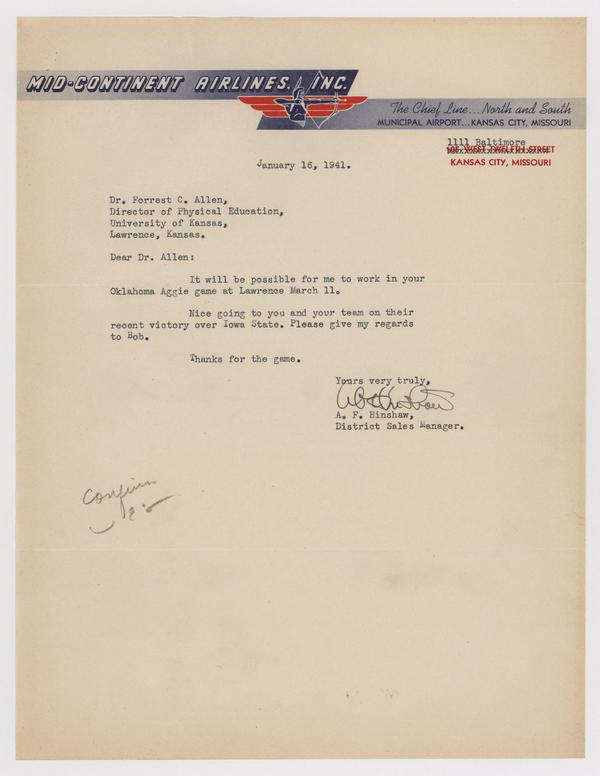 MID-CONTINENT AIRLINES, INC.
The Chief Line...North and South
MUNICIPAL AIRPORT...KANSAS CITY, MISSOURI
1111 Baltimore
WEST TWELFTH STREET
KANSAS CITY, MISSOURI
January 16, 1941.
Dr. Forrest C. Allen,
Director of Physical Education,
University of Kansas,
Lawrence, Kansas.
Dear Dr. Allen:
It will be possible for me to work in your
Oklahoma Aggie game at Lawrence March 11.
Nice going to you and your team on their
recent victory over Iowa State. Please give my regards
to Bob.
Thanks for the game.
Yours very truly,
A. F. Hinshaw,
District Sales Manager.
Confirm